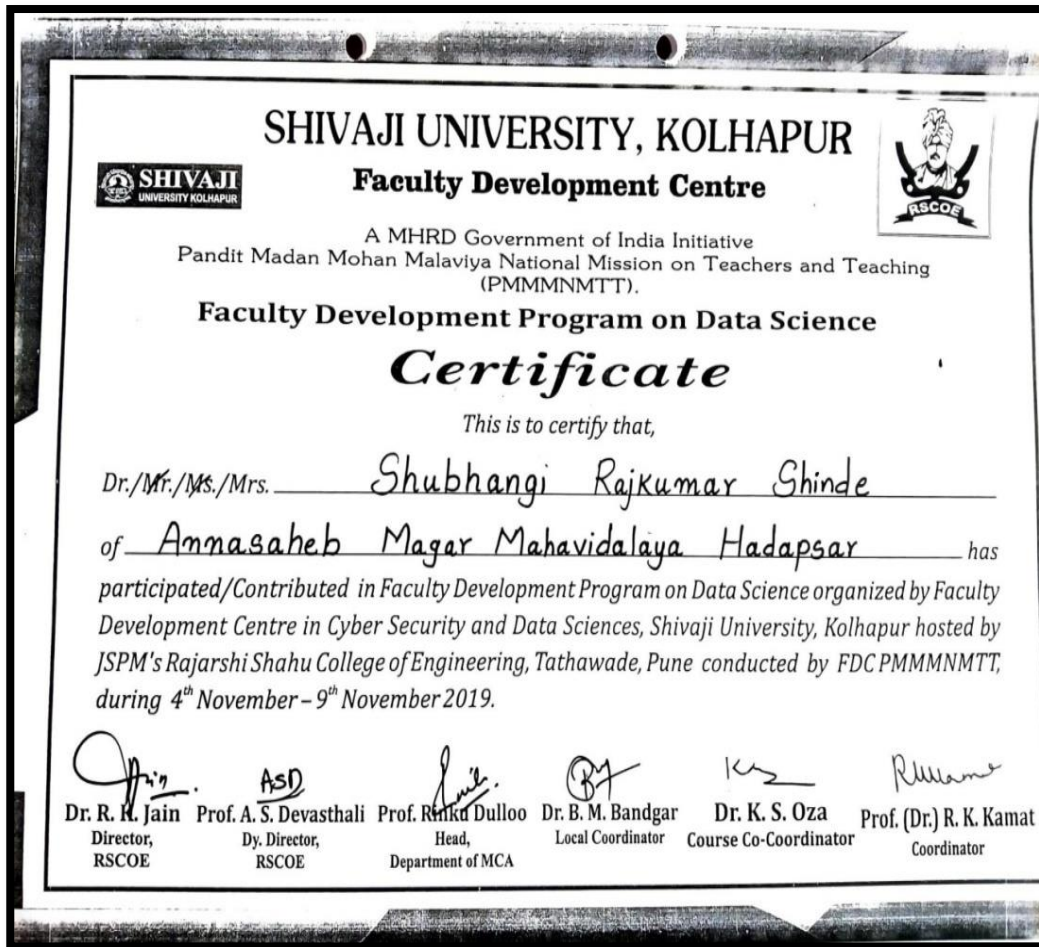 SHIVAJI UNIVERSITY, KOLHAPUR
SHIVAJI
UNIVERSITY KOLHAPUR
Faculty Development Centre
RSCOE
A MHRD Government of India Initiative
Pandit Madan Mohan Malaviya National Mission on Teachers and Teaching
(PMMMNMTT).
Faculty Development Program on Data Science
Certificate
This is to certify that,
Dr./Mr./Ms./Mrs. Shubhangi Rajkumar Shinde
of Annasaheb Magar Mahavidalaya Hadapsar has
participated/Contributed in Faculty Development Program on Data Science organized by Faculty
Development Centre in Cyber Security and Data Sciences, Shivaji University, Kolhapur hosted by
JSPM's Rajarshi Shahu College of Engineering, Tathawade, Pune conducted by FDC PMMMNMTT,
during 4th November – 9th November 2019.
ASD
Dr. R. K. Jain Prof. A. S. Devasthali Prof. Rinku Dulloo Dr. B. M. Bandgar Dr. K. S. Oza Prof. (Dr.) R. K. Kamat
Director, Dy. Director, Head, Local Coordinator Course Co-Coordinator Coordinator
RSCOE RSCOE Department of MCA